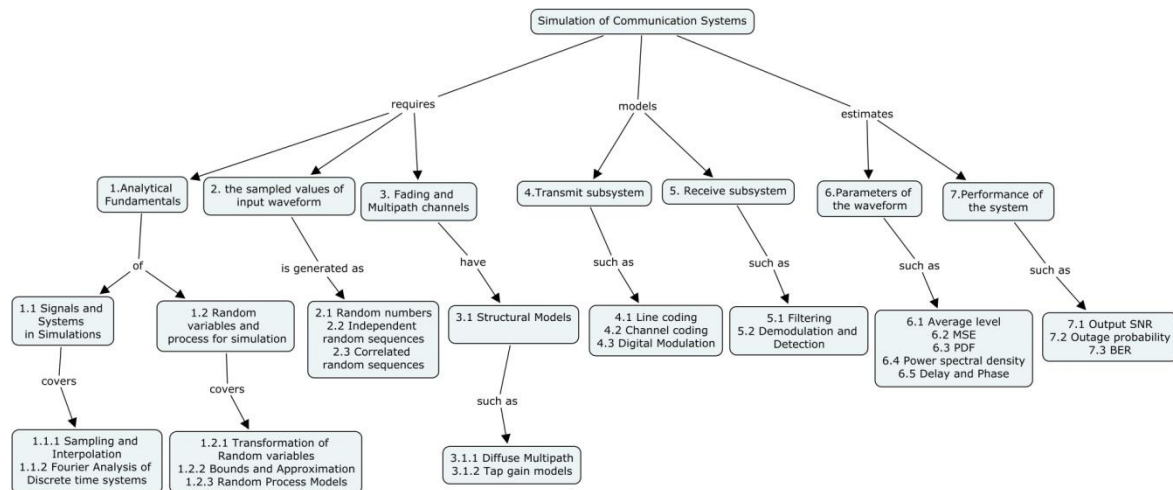 Simulation of Communication Systems
requires
models
estimates
1.Analytical
Fundamentals
2. the sampled values of
input waveform
3. Fading and
Multipath channels
4.Transmit subsystem
5. Receive subsystem
6.Parameters of
the waveform
7.Performance of
the system
of
is generated as
have
such as
such as
such as
such as
1.1 Signals and
Systems
in Simulations
1.2 Random
variables and
process for simulation
2.1 Random numbers
2.2 Independent
random sequences
2.3 Correlated
random sequences
3.1 Structural Models
4.1 Line coding
4.2 Channel coding
4.3 Digital Modulation
5.1 Filtering
5.2 Demodulation and
Detection
6.1 Average level
6.2 MSE
6.3 PDF
6.4 Power spectral density
6.5 Delay and Phase
7.1 Output SNR
7.2 Outage probability
7.3 BER
covers
covers
such as
1.1.1 Sampling and
Interpolation
1.1.2 Fourier Analysis of
Discrete time systems
1.2.1 Transformation of
Random variables
1.2.2 Bounds and Approximation
1.2.3 Random Process Models
3.1.1 Diffuse Multipath
3.1.2 Tap gain models